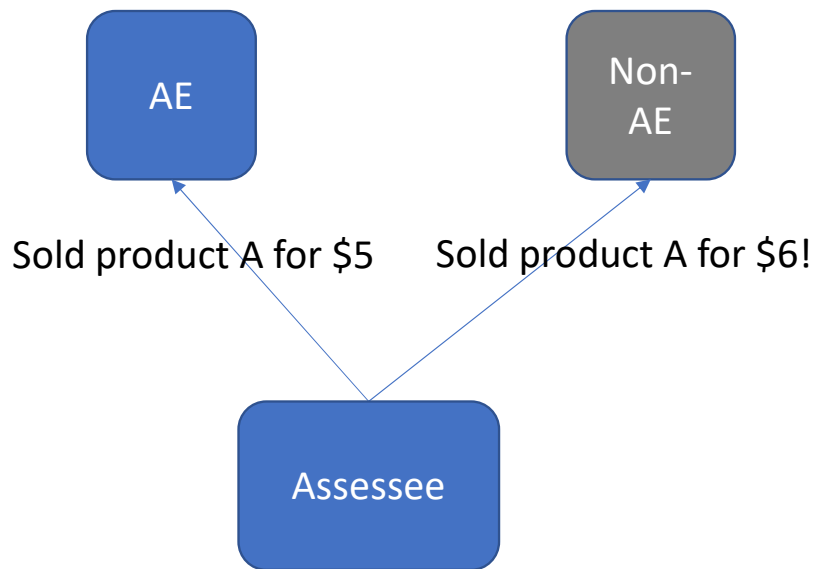 AE
Non-
AE
Sold product A for $5
Sold product A for $6!
Assessee